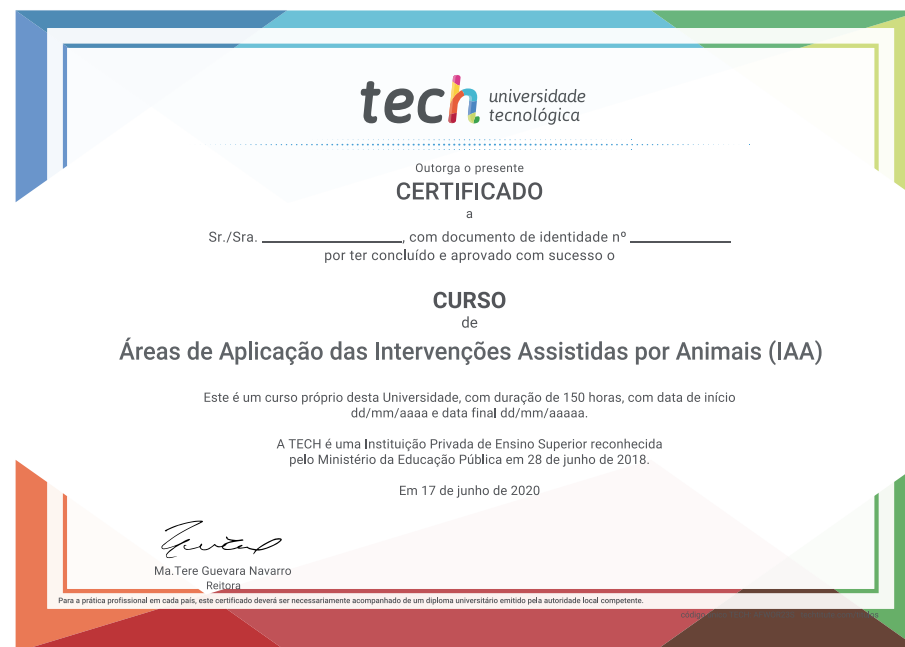 tech universidade
tecnológica
Outorga o presente
CERTIFICADO
a
Sr./Sra. ____________, com documento de identidade nº ____________
por ter concluído e aprovado com sucesso o
CURSO
de
Áreas de Aplicação das Intervenções Assistidas por Animais (IAA)
Este é um curso próprio desta Universidade, com duração de 150 horas, com data de início
dd/mm/aaaa e data final dd/mm/aaaaa.
A TECH é uma Instituição Privada de Ensino Superior reconhecida
pelo Ministério da Educação Pública em 28 de junho de 2018.
Em 17 de junho de 2020
Ma.Tere Guevara Navarro
Reitora
Para a prática profissional em cada país, este certificado deverá ser necessariamente acompanhado de um diploma universitário emitido pela autoridade local competente.